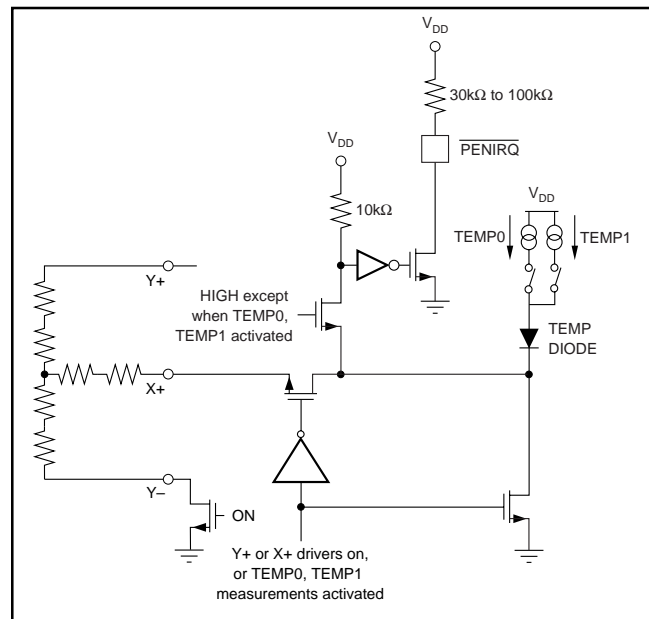 V_DD
30kΩ to 100kΩ
V_DD
PENIRQ
10kΩ
V_DD
TEMP0
TEMP1
Y+
HIGH except
when TEMP0,
TEMP1 activated
TEMP
DIODE
X+
Y−
ON
Y+ or X+ drivers on,
or TEMP0, TEMP1
measurements activated